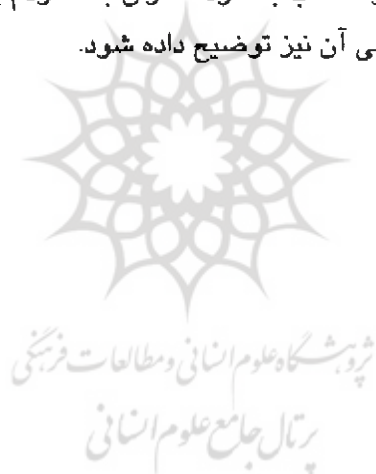 ی آن نیز توضیح داده شود.
پژوهشگاه علوم انسانی و مطالعات فرهنگی
پرتال جامع علوم انسانی